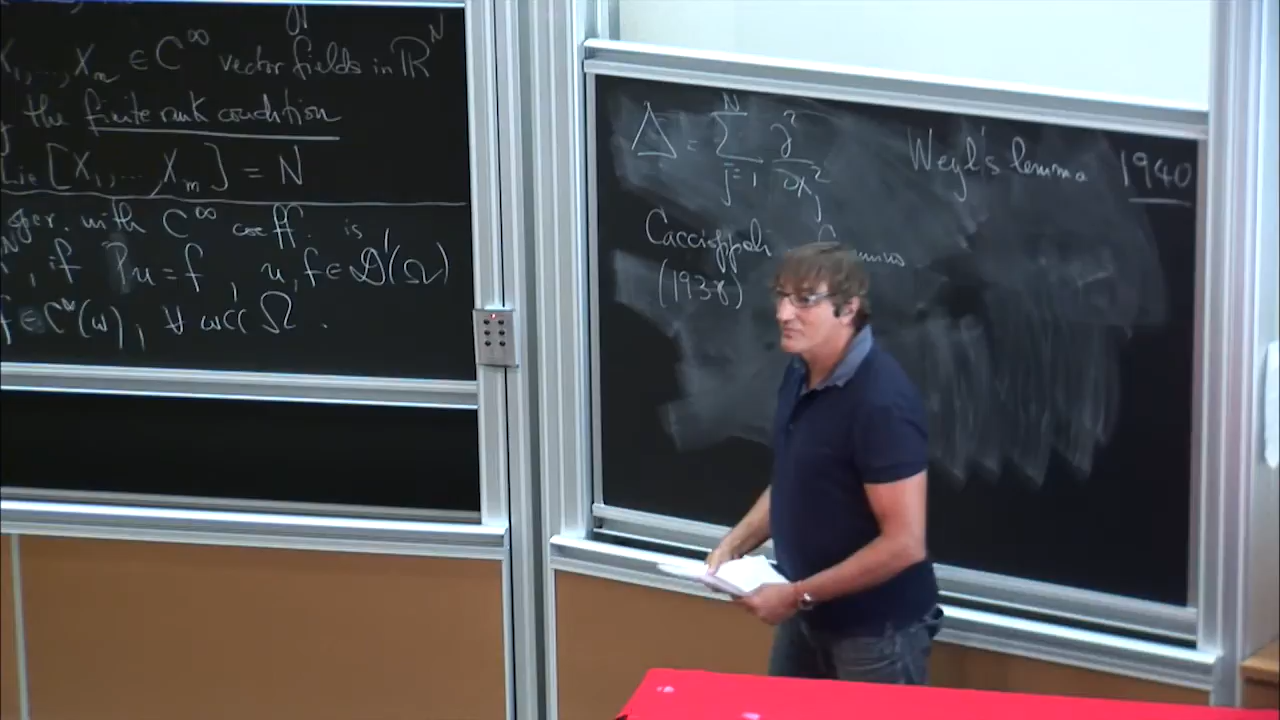 X₁,...,Xₘ ∈ C^∞ vector fields in ℝ^N
the finite rank condition
Lie [X₁,... Xₘ] = N
oper. with C^∞ coeff. is
, if Pu = f , u, f ∈ D'(Ω)
f ∈ C^∞(ω), ∀ ω⊂⊂ Ω .
Δ = ∑_{j=1}^N ∂²/∂x_j² Weyl's lemma 1940
Caccioppoli
(1938)